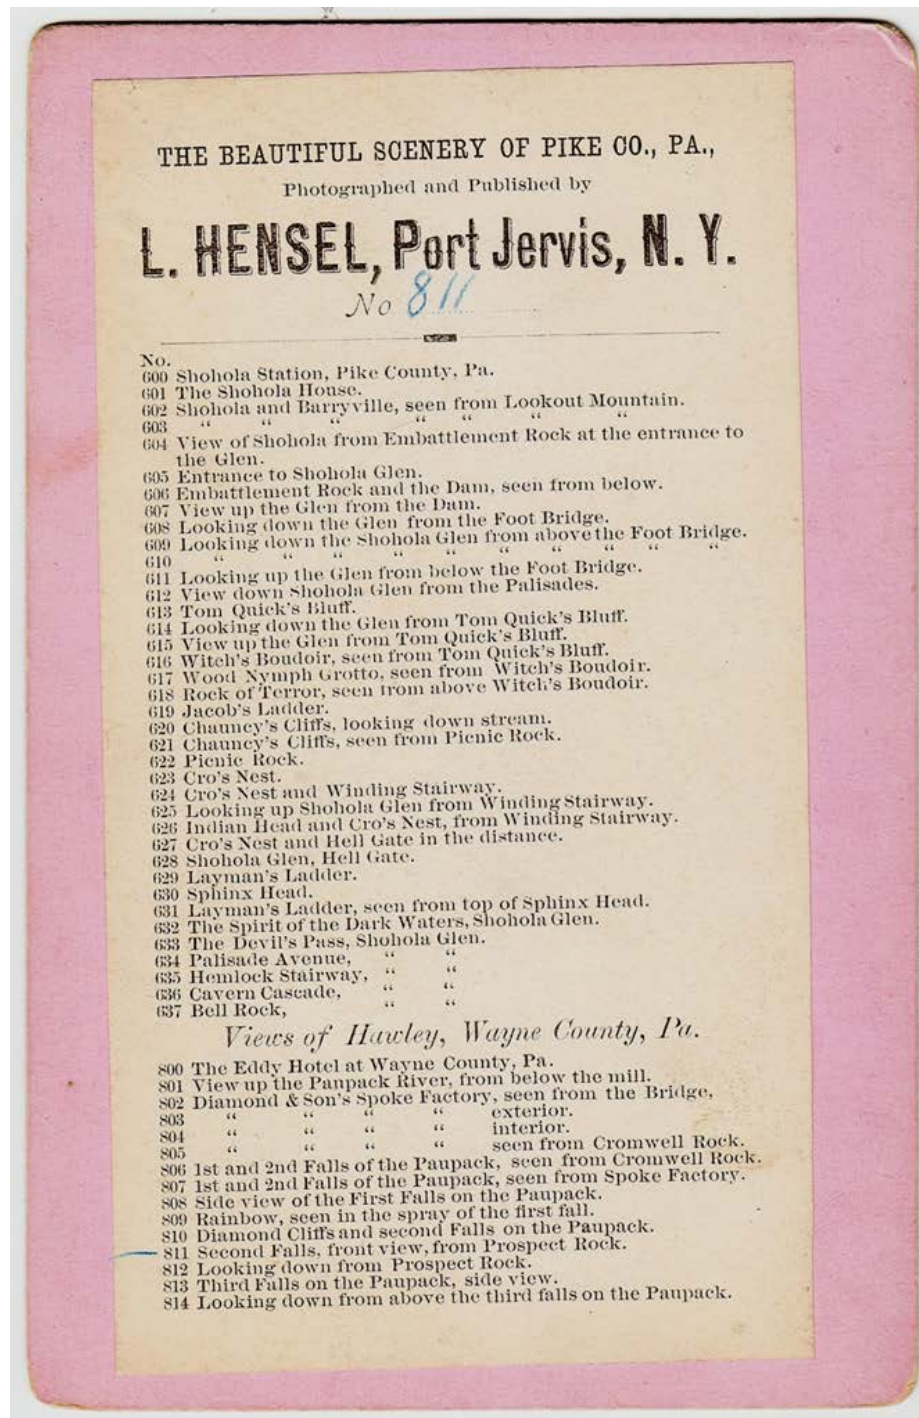 THE BEAUTIFUL SCENERY OF PIKE CO., PA.,
Photographed and Published by
L. HENSEL, Port Jervis, N. Y.
No 811
No.
600 Shohola Station, Pike County, Pa.
601 The Shohola House.
602 Shohola and Barryville, seen from Lookout Mountain.
603 " " " " " " "
604 View of Shohola from Embattlement Rock at the entrance to
the Glen.
605 Entrance to Shohola Glen.
606 Embattlement Rock and the Dam, seen from below.
607 View up the Glen from the Dam.
608 Looking down the Glen from the Foot Bridge.
609 Looking down the Shohola Glen from above the Foot Bridge.
610 " " " " " " " " " "
611 Looking up the Glen from below the Foot Bridge.
612 View down Shohola Glen from the Palisades.
613 Tom Quick's Bluff.
614 Looking down the Glen from Tom Quick's Bluff.
615 View up the Glen from Tom Quick's Bluff.
616 Witch's Boudoir, seen from Tom Quick's Bluff.
617 Wood Nymph Grotto, seen from Witch's Boudoir.
618 Rock of Terror, seen from above Witch's Boudoir.
619 Jacob's Ladder.
620 Chauncy's Cliffs, looking down stream.
621 Chauncy's Cliffs, seen from Picnic Rock.
622 Picnic Rock.
623 Cro's Nest.
624 Cro's Nest and Winding Stairway.
625 Looking up Shohola Glen from Winding Stairway.
626 Indian Head and Cro's Nest, from Winding Stairway.
627 Cro's Nest and Hell Gate in the distance.
628 Shohola Glen, Hell Gate.
629 Layman's Ladder.
630 Sphinx Head.
631 Layman's Ladder, seen from top of Sphinx Head.
632 The Spirit of the Dark Waters, Shohola Glen.
633 The Devil's Pass, Shohola Glen.
634 Palisade Avenue, " "
635 Hemlock Stairway, " "
636 Cavern Cascade, " "
637 Bell Rock, " "
Views of Hawley, Wayne County, Pa.
800 The Eddy Hotel at Wayne County, Pa.
801 View up the Paupack River, from below the mill.
802 Diamond & Son's Spoke Factory, seen from the Bridge,
803 " " " " exterior.
804 " " " " interior.
805 " " " " seen from Cromwell Rock.
806 1st and 2nd Falls of the Paupack, seen from Cromwell Rock.
807 1st and 2nd Falls of the Paupack, seen from Spoke Factory.
808 Side view of the First Falls on the Paupack.
809 Rainbow, seen in the spray of the first fall.
810 Diamond Cliffs and second Falls on the Paupack.
811 Second Falls, front view, from Prospect Rock.
812 Looking down from Prospect Rock.
813 Third Falls on the Paupack, side view.
814 Looking down from above the third falls on the Paupack.